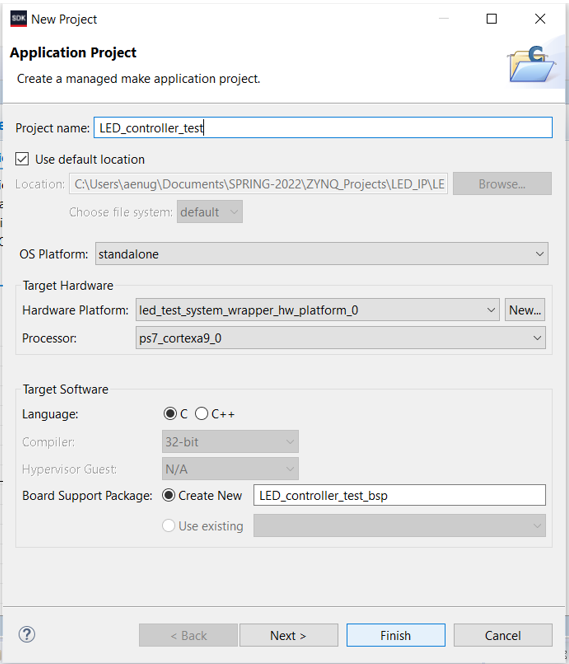 SDK New Project
Application Project
Create a managed make application project.
Project name: LED_controller_test
Use default location
Location: C:\Users\aenug\Documents\SPRING-2022\ZYNQ_Projects\LED_IP\LE Browse...
Choose file system: default
OS Platform: standalone
Target Hardware
Hardware Platform: led_test_system_wrapper_hw_platform_0 New...
Processor: ps7_cortexa9_0
Target Software
Language: C C++
Compiler: 32-bit
Hypervisor Guest: N/A
Board Support Package: Create New LED_controller_test_bsp
Use existing
? < Back Next > Finish Cancel